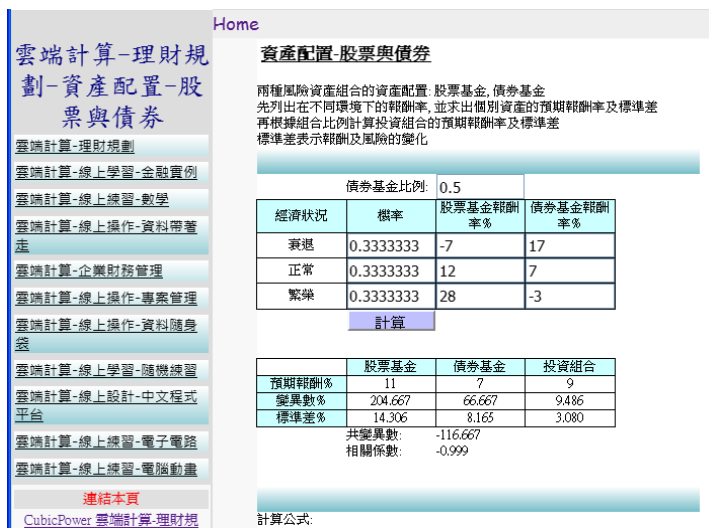 Home
雲端計算-理財規
劃-資產配置-股
票與債券
雲端計算-理財規劃
雲端計算-線上學習-金融實例
雲端計算-線上練習-數學
雲端計算-線上操作-資料帶著
走
雲端計算-企業財務管理
雲端計算-線上操作-專案管理
雲端計算-線上操作-資料隨身
袋
雲端計算-線上學習-隨機練習
雲端計算-線上設計-中文程式
平台
雲端計算-線上練習-電子電路
雲端計算-線上練習-電腦動畫
連結本頁
CubicPower 雲端計算-理財規
資產配置-股票與債券
兩種風險資產組合的資產配置: 股票基金, 債券基金
先列出在不同環境下的報酬率, 並求出個別資產的預期報酬率及標準差
再根據組合比例計算投資組合的預期報酬率及標準差
標準差表示報酬及風險的變化
債券基金比例: 0.5
經濟狀況 機率 股票基金報酬率% 債券基金報酬率%
衰退 0.3333333 -7 17
正常 0.3333333 12 7
繁榮 0.3333333 28 -3
計算
股票基金 債券基金 投資組合
預期報酬% 11 7 9
變異數% 204.667 66.667 9.486
標準差% 14.306 8.165 3.080
共變異數: -116.667
相關係數: -0.999
計算公式: